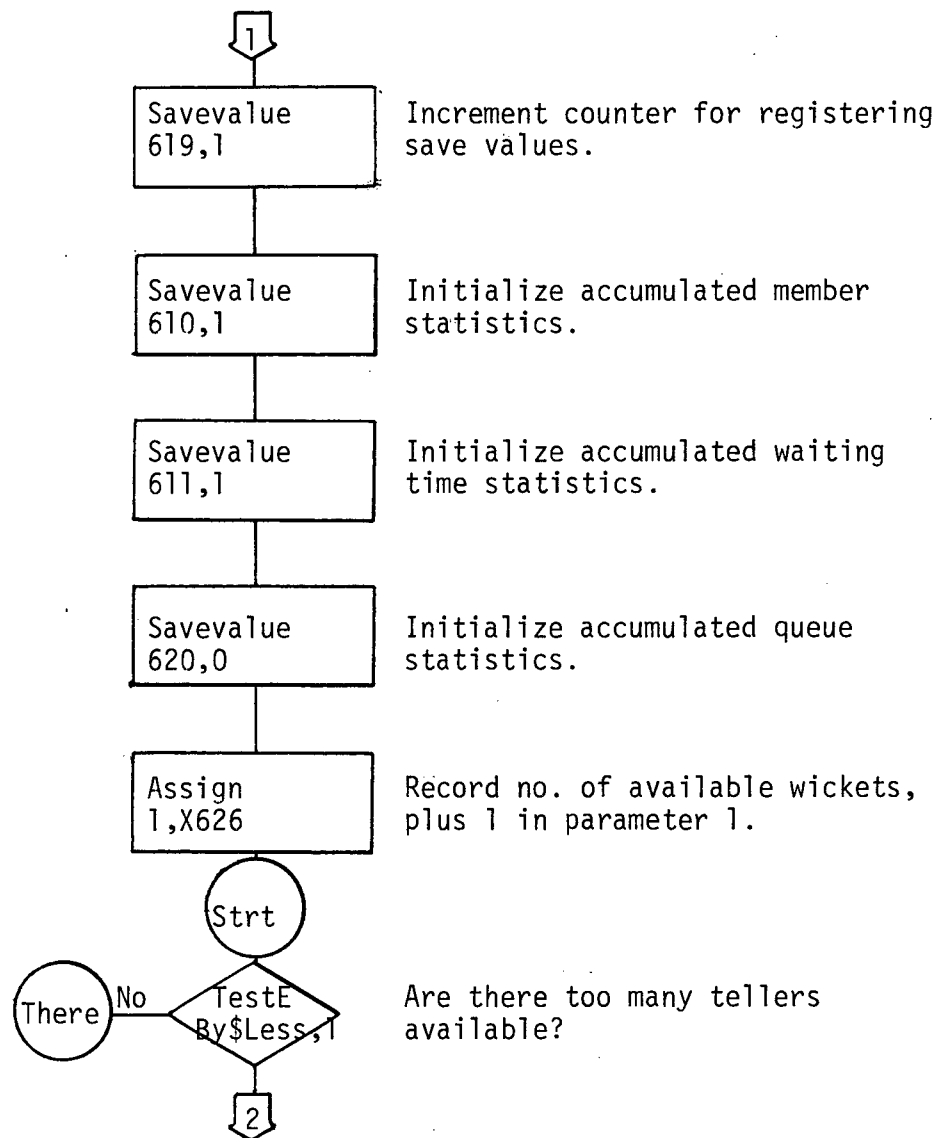 1
Savevalue
619,1
Increment counter for registering
save values.
Savevalue
610,1
Initialize accumulated member
statistics.
Savevalue
611,1
Initialize accumulated waiting
time statistics.
Savevalue
620,0
Initialize accumulated queue
statistics.
Assign
1,X626
Record no. of available wickets,
plus 1 in parameter 1.
Strt
There
No
TestE
By$Less,1
Are there too many tellers
available?
2